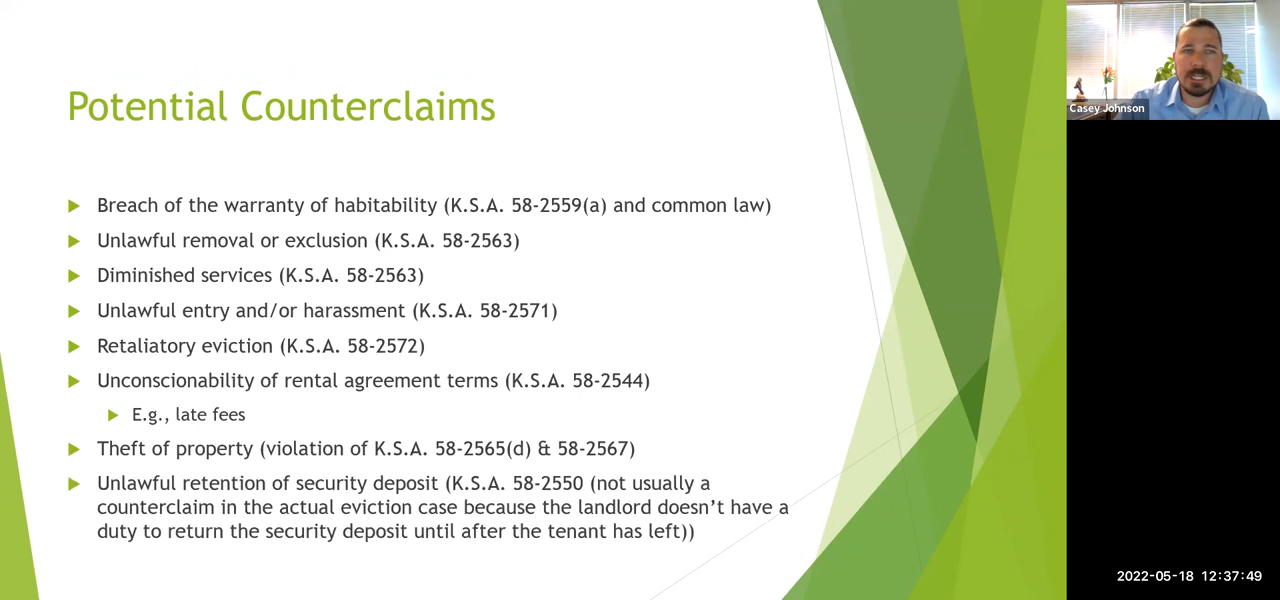 Potential Counterclaims
Breach of the warranty of habitability (K.S.A. 58-2559(a) and common law)
Unlawful removal or exclusion (K.S.A. 58-2563)
Diminished services (K.S.A. 58-2563)
Unlawful entry and/or harassment (K.S.A. 58-2571)
Retaliatory eviction (K.S.A. 58-2572)
Unconscionability of rental agreement terms (K.S.A. 58-2544)
E.g., late fees
Theft of property (violation of K.S.A. 58-2565(d) & 58-2567)
Unlawful retention of security deposit (K.S.A. 58-2550 (not usually a
counterclaim in the actual eviction case because the landlord doesn’t have a
duty to return the security deposit until after the tenant has left))
Casey Johnson
2022-05-18 12:37:49